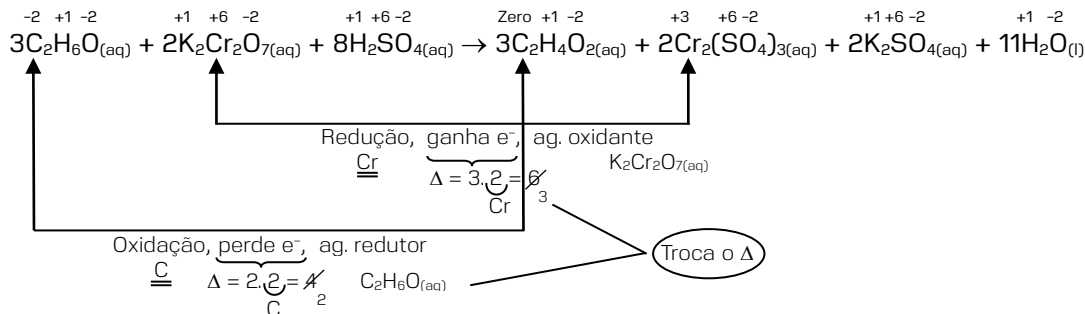 –2 +1 –2 +1 +6 –2 +1 +6 –2 Zero +1 –2 +3 +6 –2 +1 +6 –2 +1 –2
3C₂H₆O₍aq₎ + 2K₂Cr₂O₇₍aq₎ + 8H₂SO₄₍aq₎ → 3C₂H₄O₂₍aq₎ + 2Cr₂(SO₄)₃₍aq₎ + 2K₂SO₄₍aq₎ + 11H₂O₍l₎
Redução, ganha e⁻, ag. oxidante
Cr K₂Cr₂O₇₍aq₎
Δ = 3 . 2 = 6 3
Cr
Oxidação, perde e⁻, ag. redutor
C Δ = 2 . 2 = 4 2 C₂H₆O₍aq₎
C
Troca o Δ